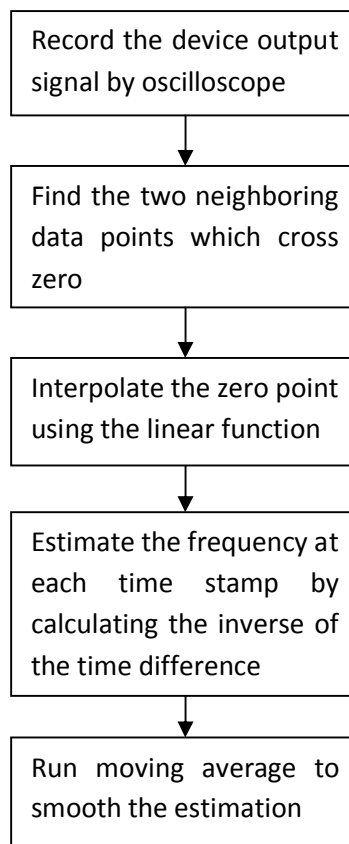 Record the device output
signal by oscilloscope
Find the two neighboring
data points which cross
zero
Interpolate the zero point
using the linear function
Estimate the frequency at
each time stamp by
calculating the inverse of
the time difference
Run moving average to
smooth the estimation